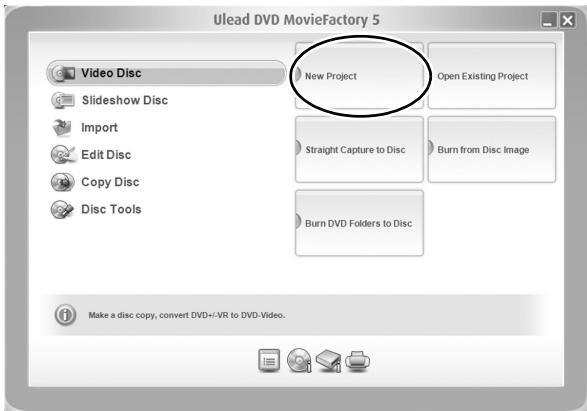 Ulead DVD MovieFactory 5
Video Disc
Slideshow Disc
Import
Edit Disc
Copy Disc
Disc Tools
New Project
Open Existing Project
Straight Capture to Disc
Burn from Disc Image
Burn DVD Folders to Disc
Make a disc copy, convert DVD+/-VR to DVD-Video.